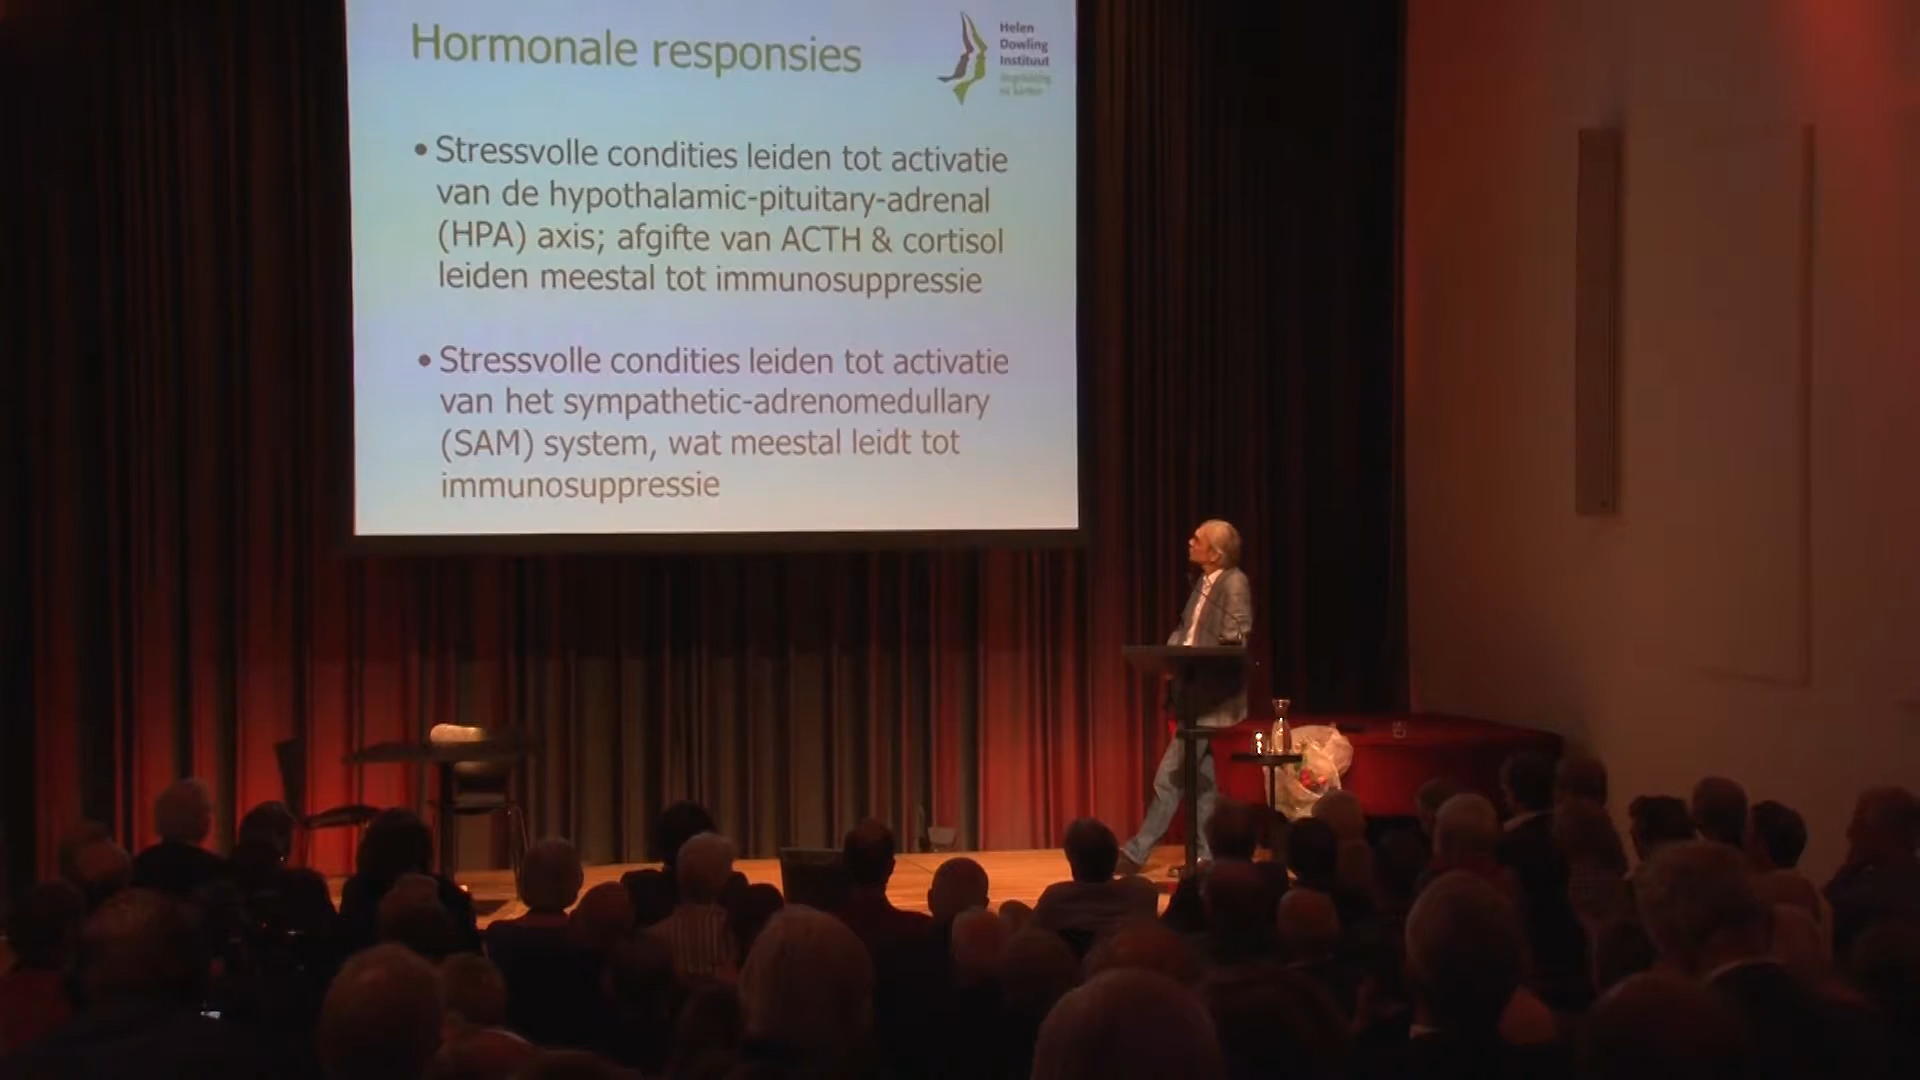 Hormonale responsies
Helen
Dowling
Instituut
• Stressvolle condities leiden tot activatie
van de hypothalamic-pituitary-adrenal
(HPA) axis; afgifte van ACTH & cortisol
leiden meestal tot immunosuppressie
• Stressvolle condities leiden tot activatie
van het sympathetic-adrenomedullary
(SAM) system, wat meestal leidt tot
immunosuppressie